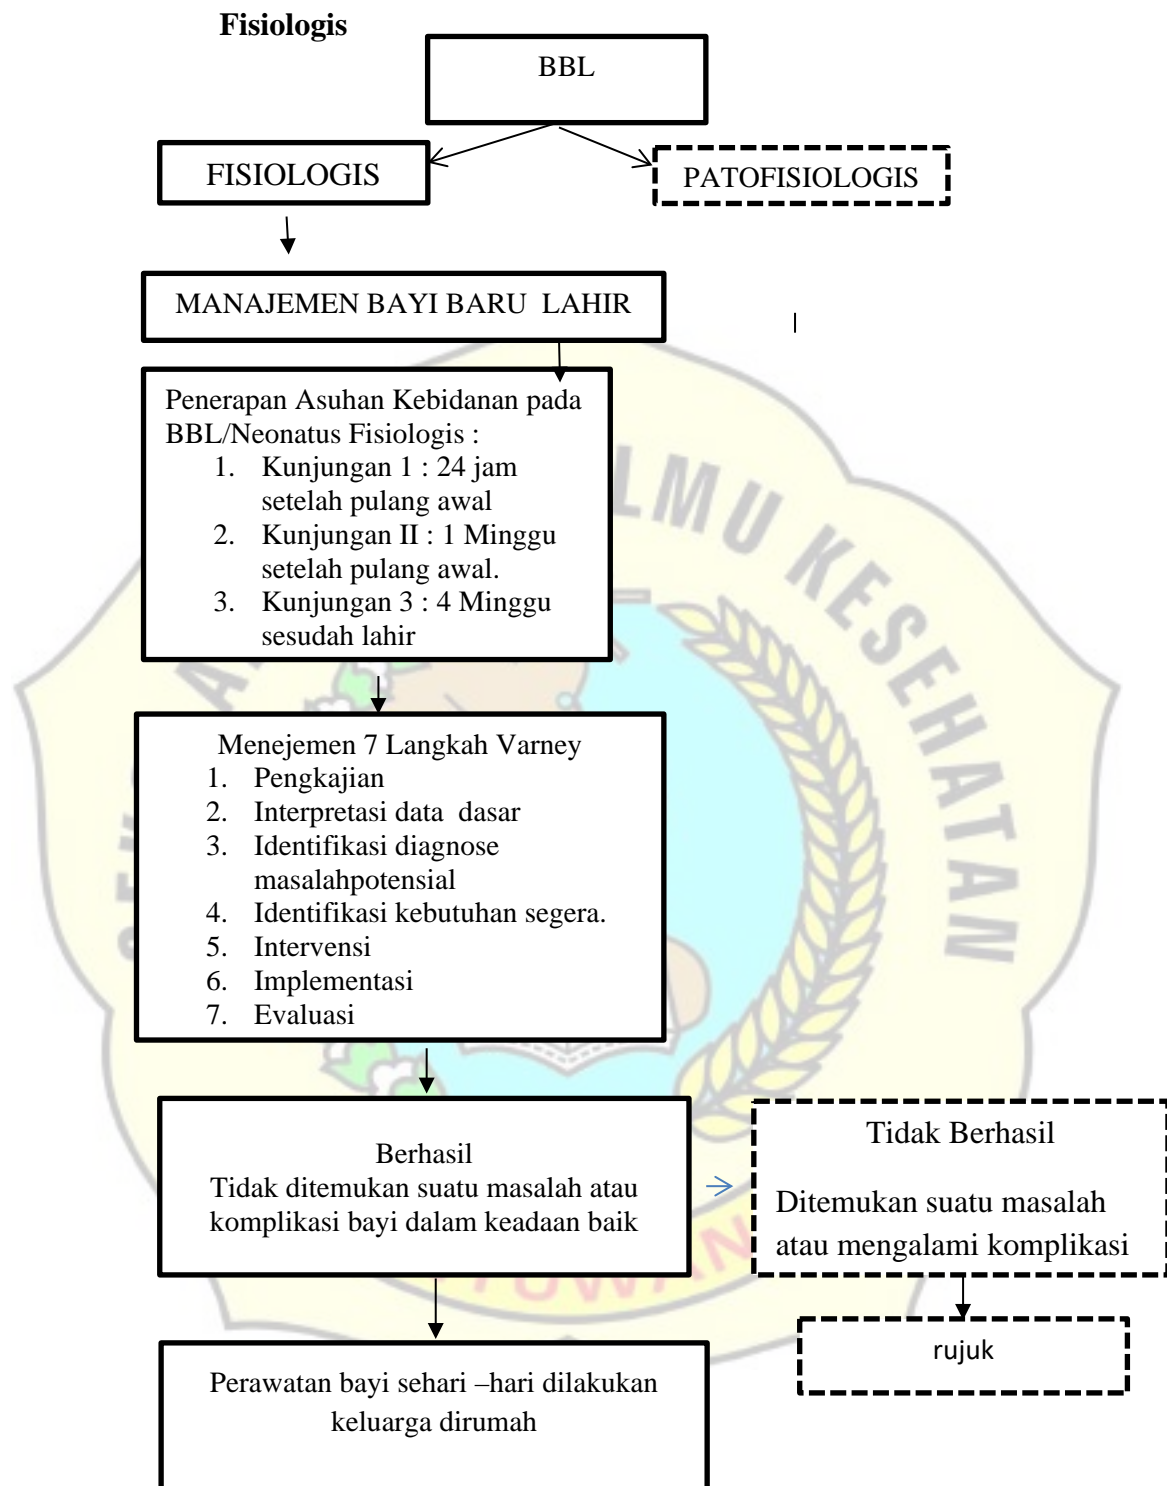 Fisiologis
BBL
FISIOLOGIS
PATOFISIOLOGIS
MANAJEMEN BAYI BARU  LAHIR
Penerapan Asuhan Kebidanan pada
BBL/Neonatus Fisiologis :
1. Kunjungan 1 : 24 jam
setelah pulang awal
2. Kunjungan II : 1 Minggu
setelah pulang awal.
3. Kunjungan 3 : 4 Minggu
sesudah lahir
Menejemen 7 Langkah Varney
1. Pengkajian
2. Interpretasi data  dasar
3. Identifikasi diagnose
masalahpotensial
4. Identifikasi kebutuhan segera.
5. Intervensi
6. Implementasi
7. Evaluasi
Berhasil
Tidak ditemukan suatu masalah atau
komplikasi bayi dalam keadaan baik
Tidak Berhasil
Ditemukan suatu masalah
atau mengalami komplikasi
rujuk
Perawatan bayi sehari –hari dilakukan
keluarga dirumah
KESEHATAN